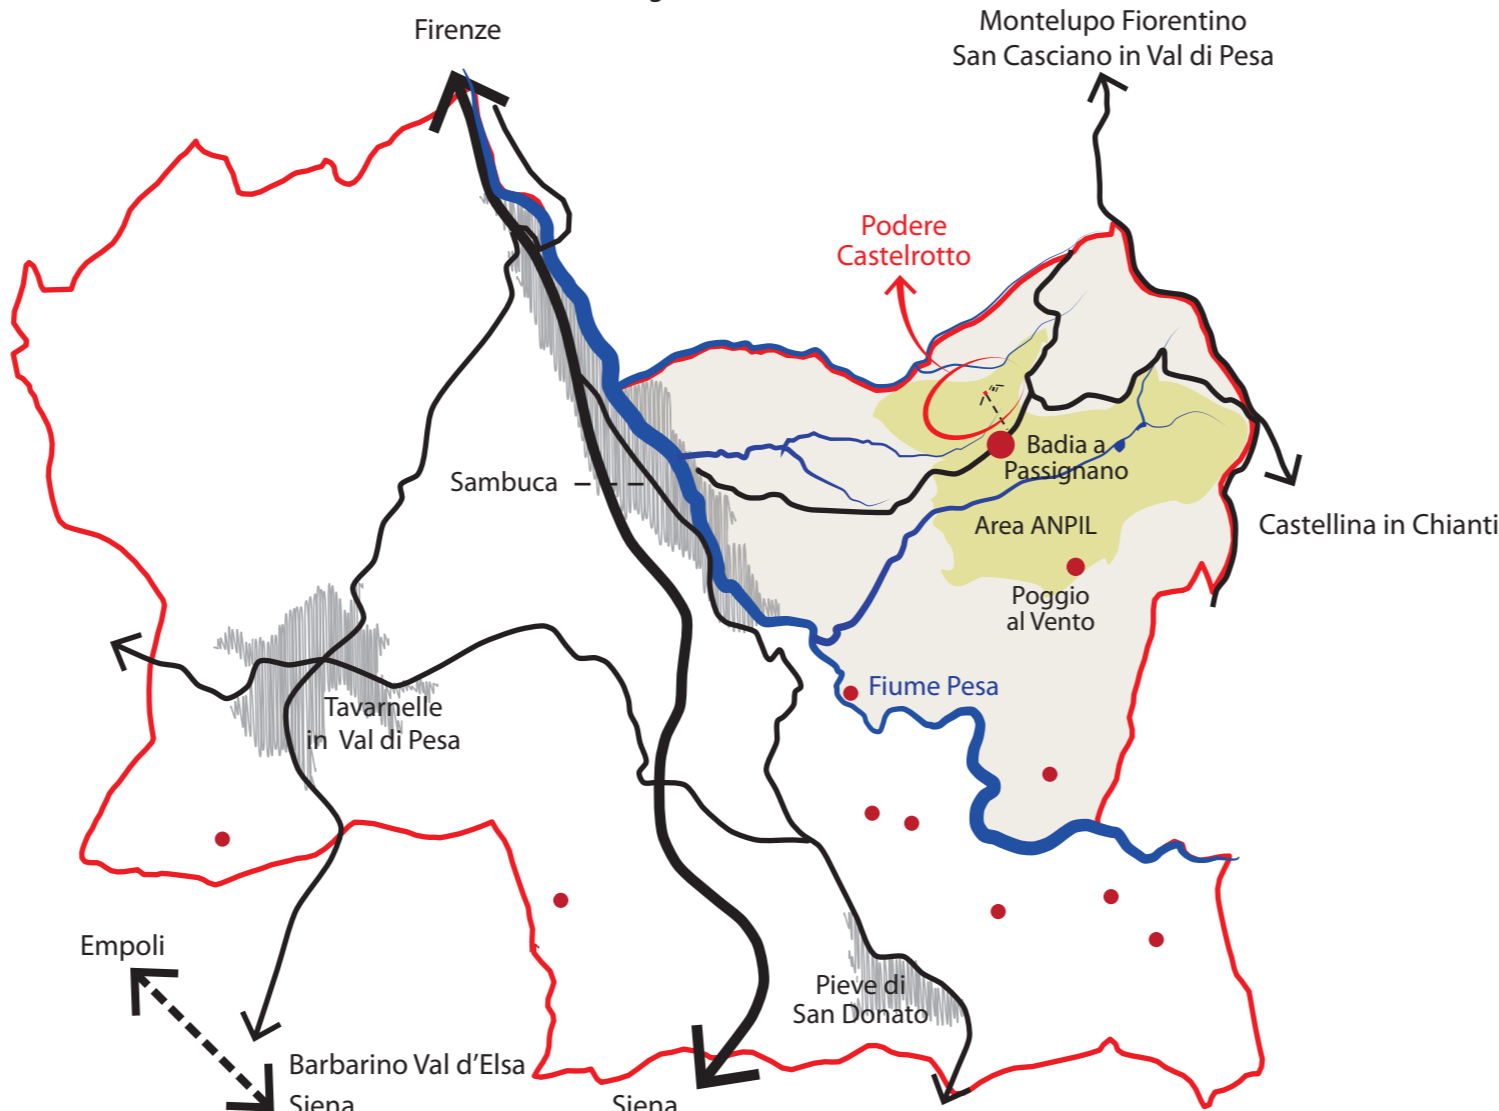 Firenze
Montelupo Fiorentino
San Casciano in Val di Pesa
Podere
Castelrotto
Badia a
Passignano
Sambuca
Area ANPIL
Castellina in Chianti
Poggio
al Vento
Fiume Pesa
Tavarnelle
in Val di Pesa
Empoli
Pieve di
San Donato
Barbarino Val d'Elsa
Siena
Siena